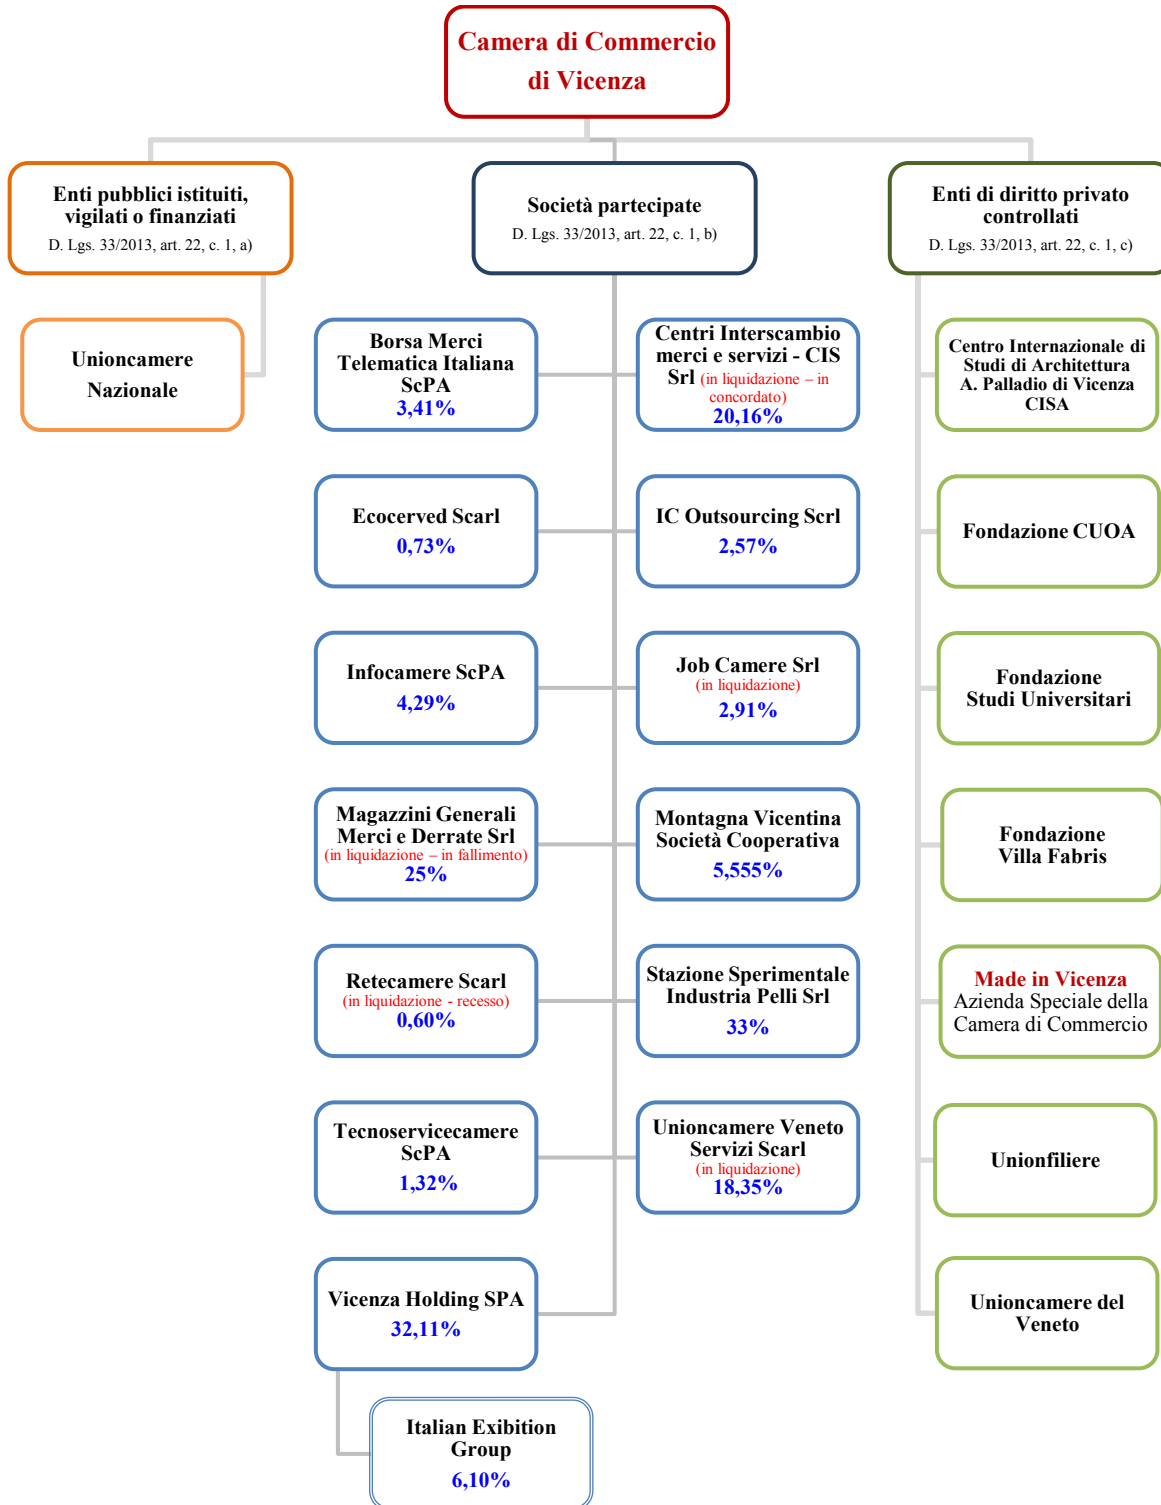 Camera di Commercio
di Vicenza
Enti pubblici istituiti,
vigilati o finanziati
D. Lgs. 33/2013, art. 22, c. 1, a)
Società partecipate
D. Lgs. 33/2013, art. 22, c. 1, b)
Enti di diritto privato
controllati
D. Lgs. 33/2013, art. 22, c. 1, c)
Unioncamere
Nazionale
Borsa Merci
Telematica Italiana
ScPA
3,41%
Centri Interscambio
merci e servizi - CIS
Srl (in liquidazione – in
concordato)
20,16%
Centro Internazionale di
Studi di Architettura
A. Palladio di Vicenza
CISA
Ecocerved Scarl
0,73%
IC Outsourcing Scrl
2,57%
Fondazione CUOA
Infocamere ScPA
4,29%
Job Camere Srl
(in liquidazione)
2,91%
Fondazione
Studi Universitari
Magazzini Generali
Merci e Derrate Srl
(in liquidazione – in fallimento)
25%
Montagna Vicentina
Società Cooperativa
5,555%
Fondazione
Villa Fabris
Retecamere Scarl
(in liquidazione - recesso)
0,60%
Stazione Sperimentale
Industria Pelli Srl
33%
Made in Vicenza
Azienda Speciale della
Camera di Commercio
Tecnoservicecamere
ScPA
1,32%
Unioncamere Veneto
Servizi Scarl
(in liquidazione)
18,35%
Unionfiliere
Vicenza Holding SPA
32,11%
Unioncamere del
Veneto
Italian Exibition
Group
6,10%